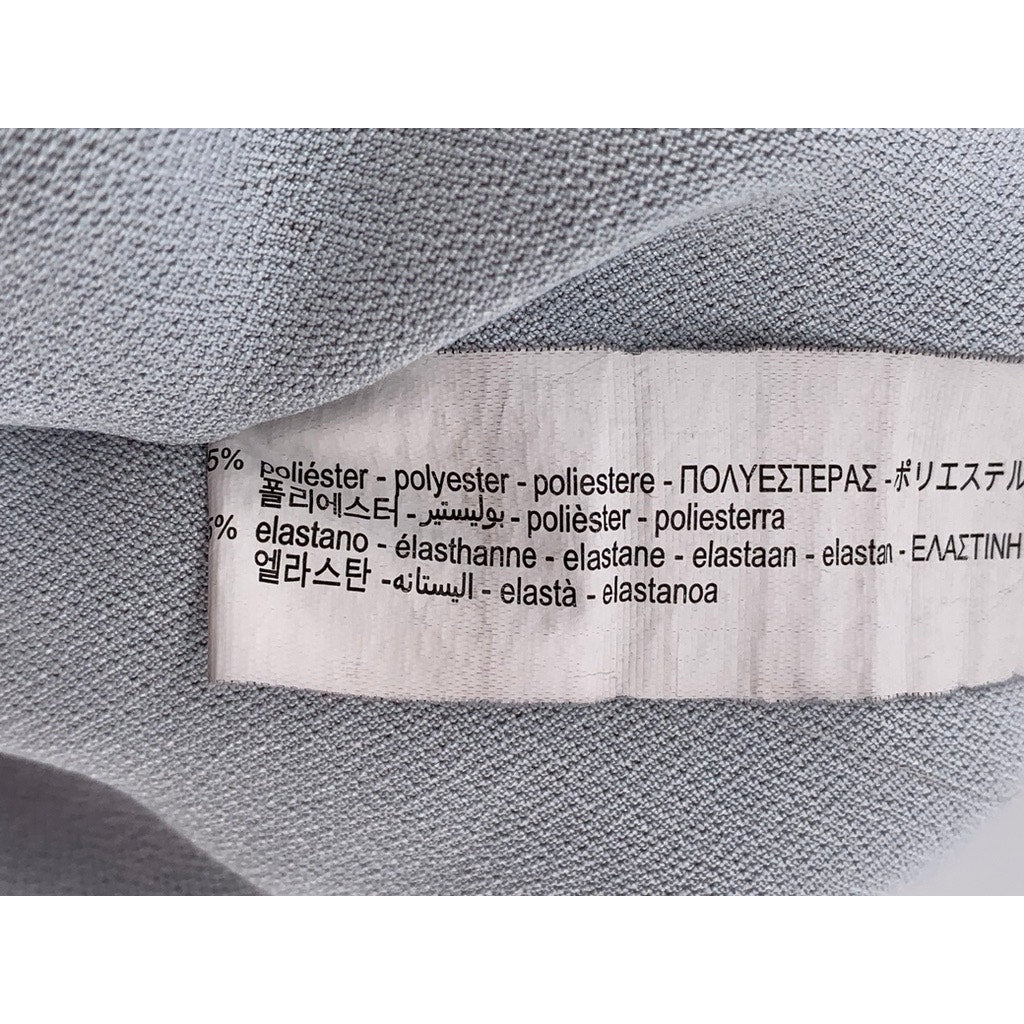 5% poliéster - polyester - poliestere - ΠΟΛΥΕΣΤΕΡΑΣ - ポリエステル
폴리에스터 - بوليستير - polièster - poliesterra
5% elastano - élasthanne - elastane - elastaan - elastan - ΕΛΑΣΤΙΝΗ
엘라스탄 - اليستانه - elastà - elastanoa